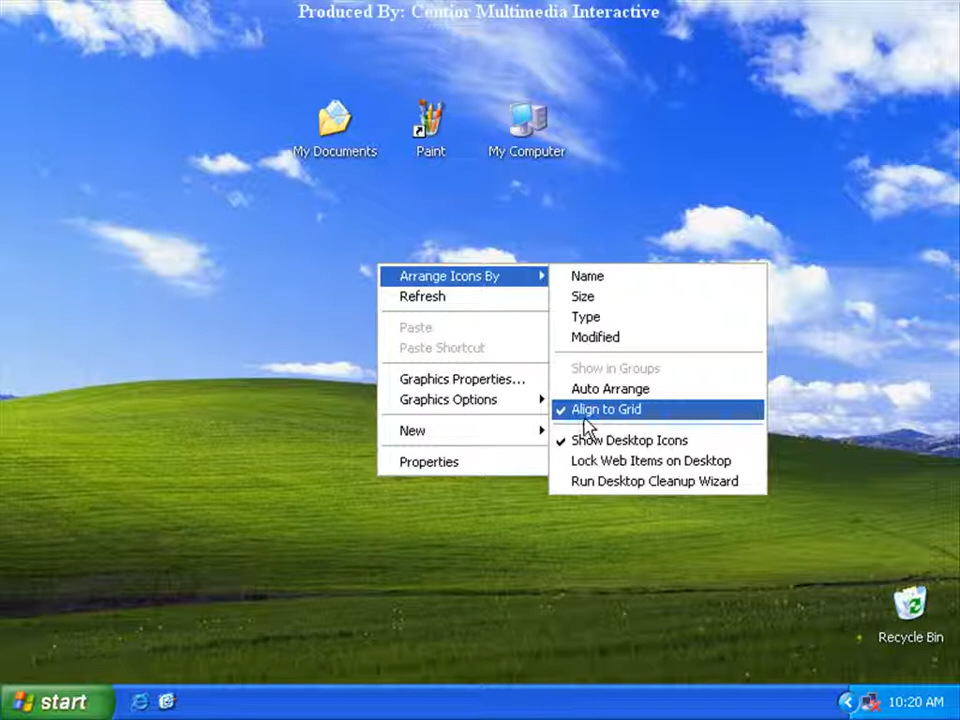 Produced By: Centior Multimedia Interactive
My Documents
Paint
My Computer
Arrange Icons By
Refresh
Paste
Paste Shortcut
Graphics Properties...
Graphics Options
New
Properties
Name
Size
Type
Modified
Show in Groups
Auto Arrange
Align to Grid
Show Desktop Icons
Lock Web Items on Desktop
Run Desktop Cleanup Wizard
Recycle Bin
start
10:20 AM